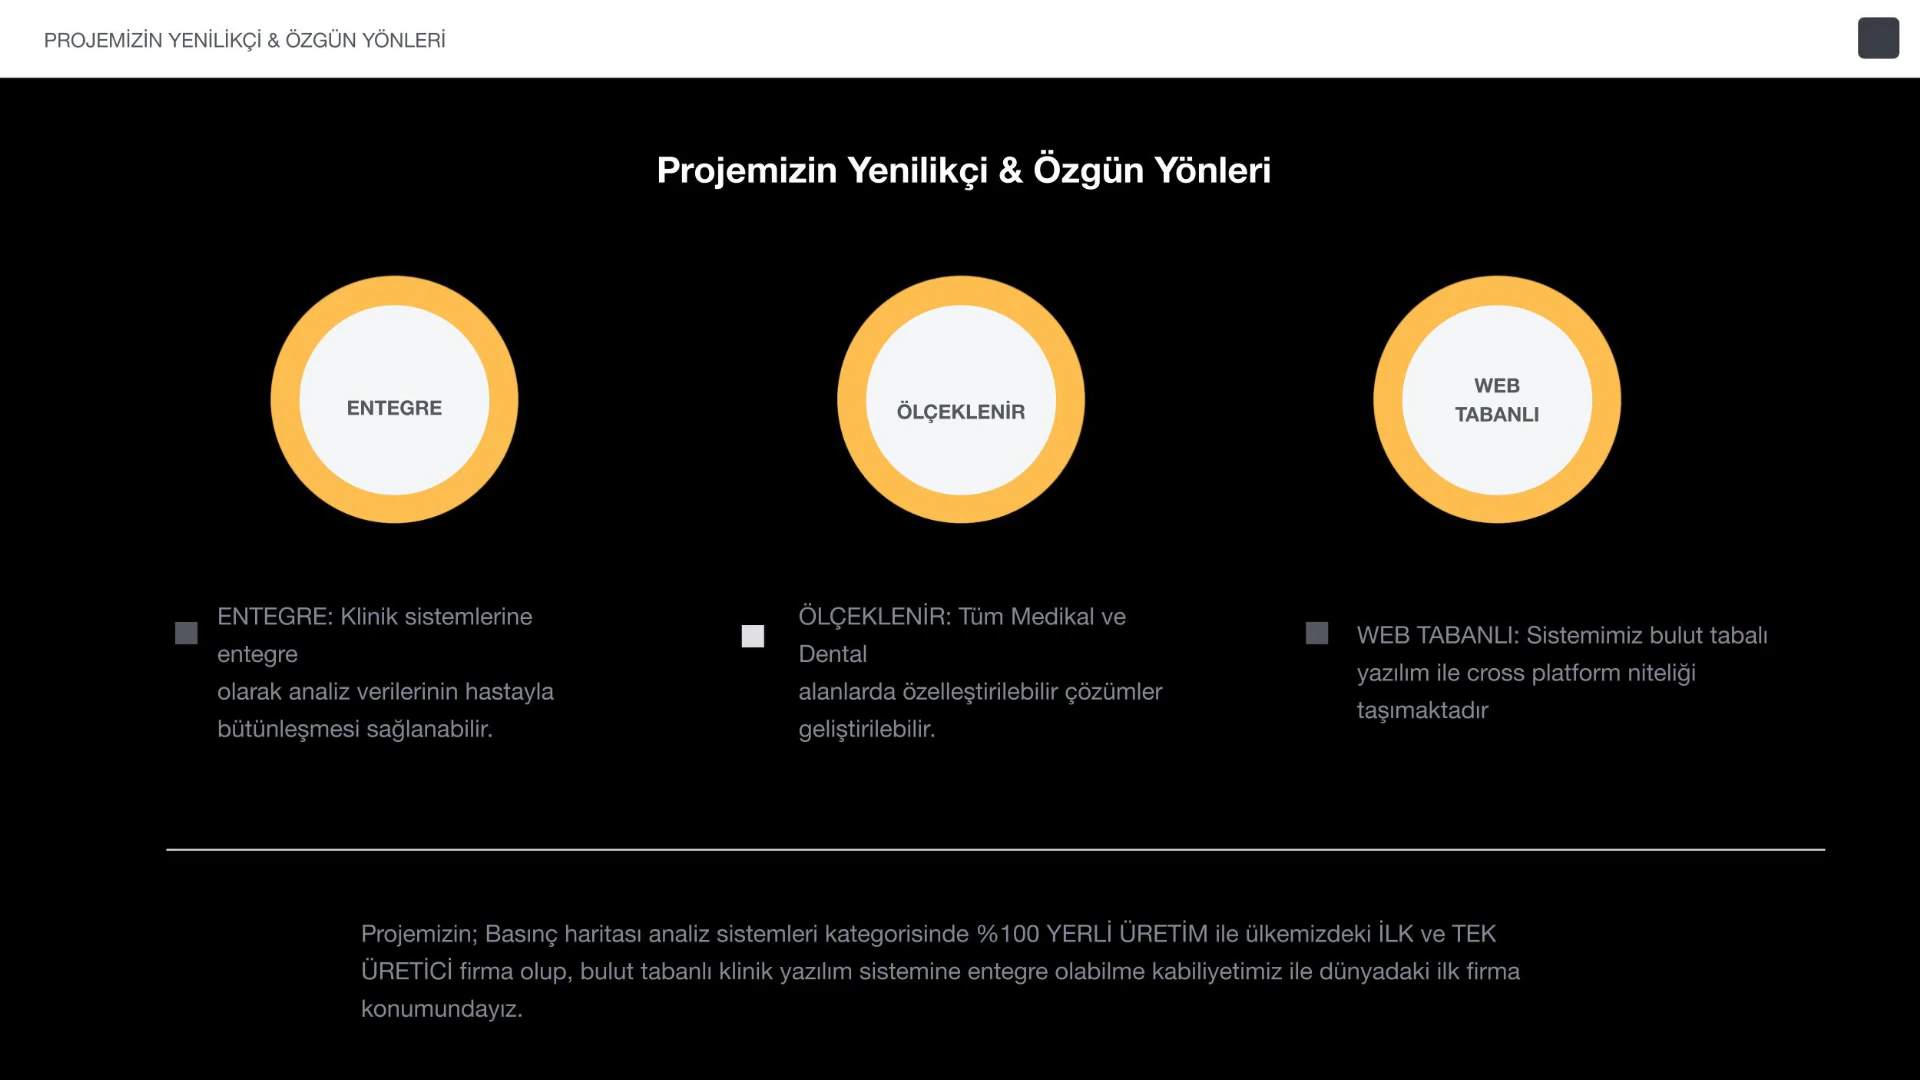 PROJEMİZİN YENİLİKÇİ & ÖZGÜN YÖNLERİ
Projemizin Yenilikçi & Özgün Yönleri
ENTEGRE
ÖLÇEKLENİR
WEB
TABANLI
ENTEGRE: Klinik sistemlerine
entegre
olarak analiz verilerinin hastayla
bütünleşmesi sağlanabilir.
ÖLÇEKLENİR: Tüm Medikal ve
Dental
alanlarda özelleştirilebilir çözümler
geliştirilebilir.
WEB TABANLI: Sistemimiz bulut tabalı
yazılım ile cross platform niteliği
taşımaktadır
Projemizin; Basınç haritası analiz sistemleri kategorisinde %100 YERLİ ÜRETİM ile ülkemizdeki İLK ve TEK
ÜRETİCİ firma olup, bulut tabanlı klinik yazılım sistemine entegre olabilme kabiliyetimiz ile dünyadaki ilk firma
konumundayız.